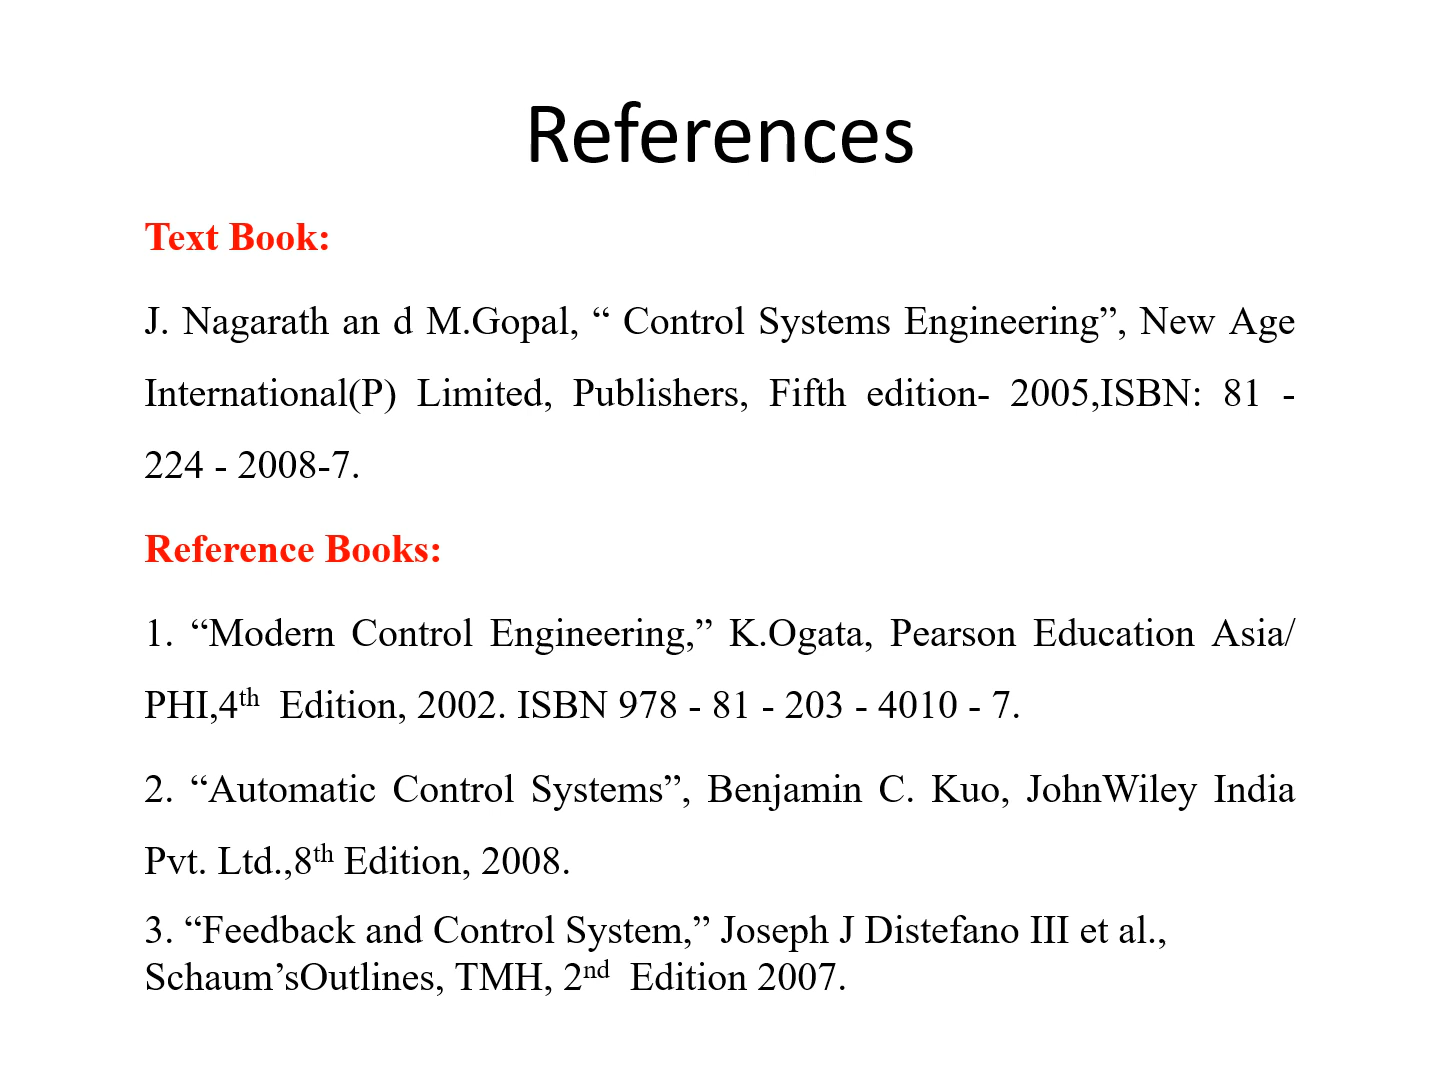 References
Text Book:
J. Nagarath an d M.Gopal, “ Control Systems Engineering”, New Age
International(P) Limited, Publishers, Fifth edition- 2005,ISBN: 81 -
224 - 2008-7.
Reference Books:
1. “Modern Control Engineering,” K.Ogata, Pearson Education Asia/
PHI,4th Edition, 2002. ISBN 978 - 81 - 203 - 4010 - 7.
2. “Automatic Control Systems”, Benjamin C. Kuo, JohnWiley India
Pvt. Ltd.,8th Edition, 2008.
3. “Feedback and Control System,” Joseph J Distefano III et al.,
Schaum’sOutlines, TMH, 2nd Edition 2007.